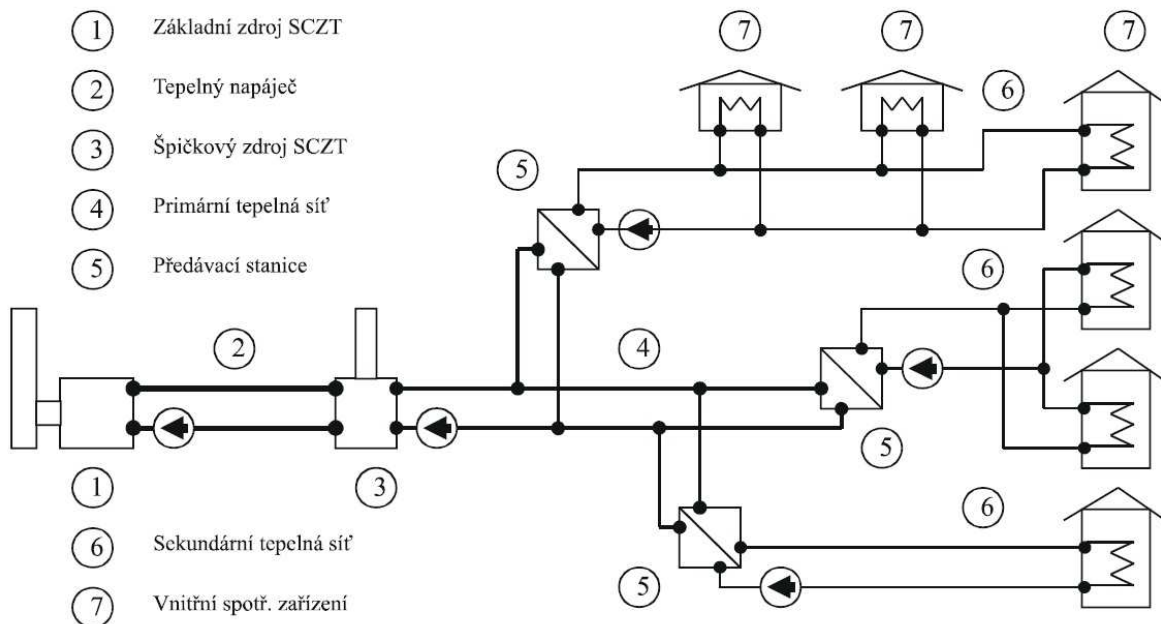 1 Základní zdroj SCZT
2 Tepelný napáječ
3 Špičkový zdroj SCZT
4 Primární tepelná síť
5 Předávací stanice
7 7 7
6
5
6
2 4
5
1 3
6
6 Sekundární tepelná síť
5
7 Vnitřní spotř. zařízení